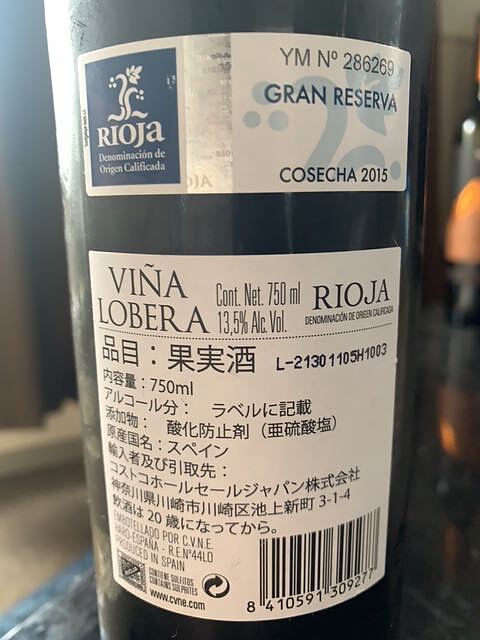 YM Nº 286269
GRAN RESERVA
RIOJA
Denominación de
Origen Calificada
COSECHA 2015
VIÑA
LOBERA
Cont. Net. 750 ml
13,5% Alc. Vol.
RIOJA
DENOMINACIÓN DE ORIGEN CALIFICADA
品目：果実酒
L-21301105H1003
内容量：750ml
アルコール分： ラベルに記載
添加物： 酸化防止剤（亜硫酸塩）
原産国名：スペイン
輸入者及び引取先：
コストコホールセールジャパン株式会社
神奈川県川崎市川崎区池上新町 3-1-4
飲酒は 20 歳になってから。
EMBOTELLADO POR C.V.N.E.
ESPAÑA - R.E.Nº44LO
PRODUCED IN SPAIN
CONTIENE SULFITOS
CONTAINS SULPHITES
www.cvne.com
8 410591 309277